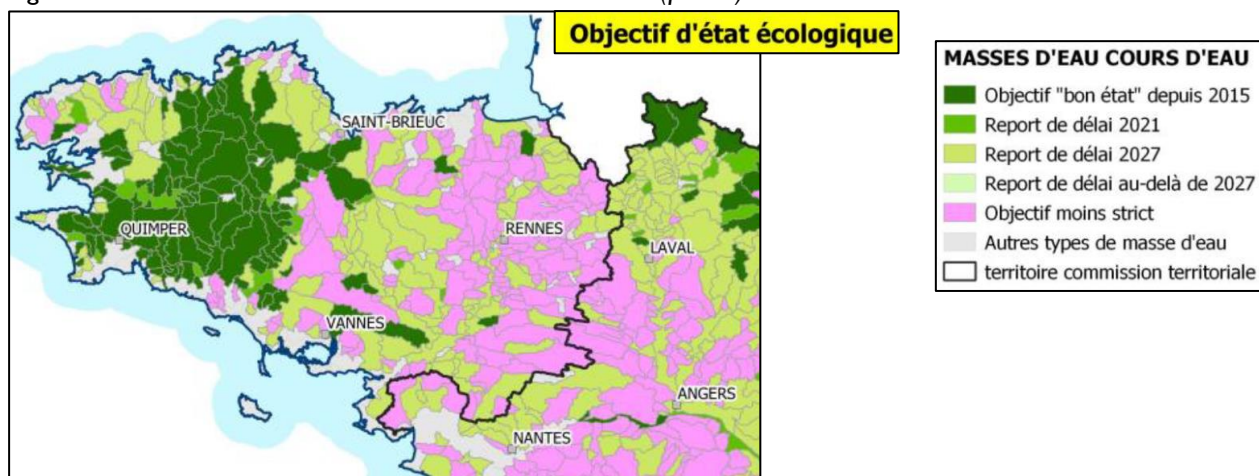 Objectif d'état écologique
SAINT-BRIEUC
QUIMPER
RENNES
LAVAL
VANNES
ANGERS
NANTES
MASSES D'EAU COURS D'EAU
Objectif "bon état" depuis 2015
Report de délai 2021
Report de délai 2027
Report de délai au-delà de 2027
Objectif moins strict
Autres types de masse d'eau
territoire commission territoriale